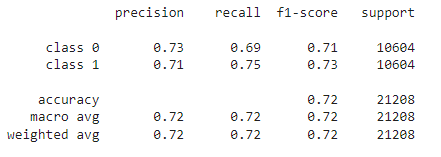 precision recall f1-score support
class 0 0.73 0.69 0.71 10604
class 1 0.71 0.75 0.73 10604
accuracy 0.72 21208
macro avg 0.72 0.72 0.72 21208
weighted avg 0.72 0.72 0.72 21208